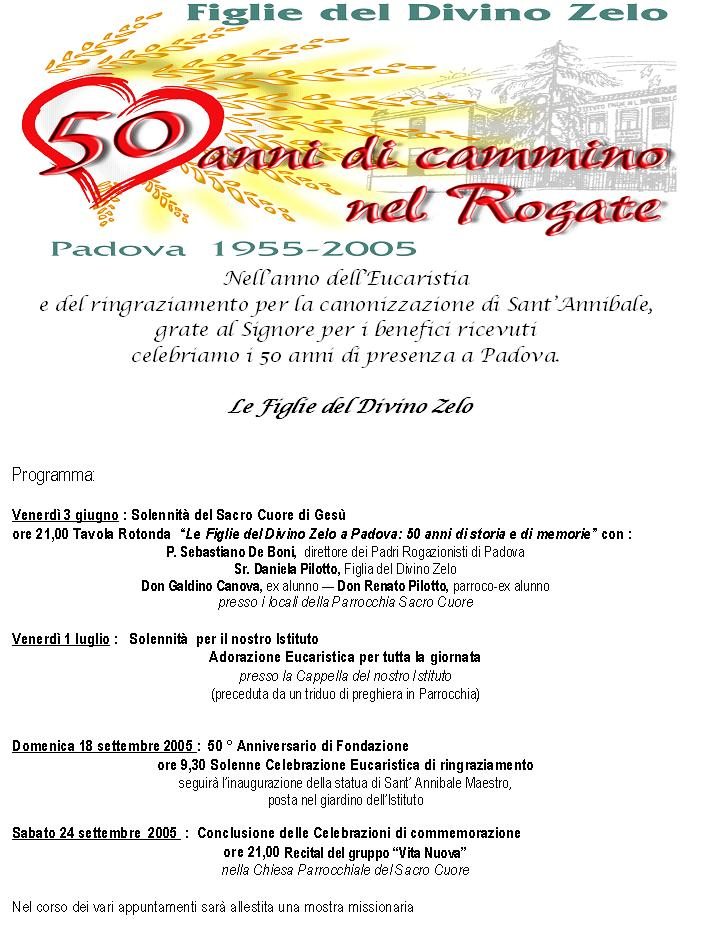 Figlie del Divino Zelo
50 anni di cammino
nel Rogate
Padova 1955-2005
Nell'anno dell'Eucaristia
e del ringraziamento per la canonizzazione di Sant'Annibale,
grate al Signore per i benefici ricevuti
celebriamo i 50 anni di presenza a Padova.
Le Figlie del Divino Zelo
Programma:
Venerdì 3 giugno : Solennità del Sacro Cuore di Gesù
ore 21,00 Tavola Rotonda “Le Figlie del Divino Zelo a Padova: 50 anni di storia e di memorie” con :
P. Sebastiano De Boni, direttore dei Padri Rogazionisti di Padova
Sr. Daniela Pilotto, Figlia del Divino Zelo
Don Galdino Canova, ex alunno — Don Renato Pilotto, parroco-ex alunno
presso i locali della Parrocchia Sacro Cuore
Venerdì 1 luglio : Solennità per il nostro Istituto
Adorazione Eucaristica per tutta la giornata
presso la Cappella del nostro Istituto
(preceduta da un triduo di preghiera in Parrocchia)
Domenica 18 settembre 2005 : 50 ° Anniversario di Fondazione
ore 9,30 Solenne Celebrazione Eucaristica di ringraziamento
seguirà l'inaugurazione della statua di Sant' Annibale Maestro,
posta nel giardino dell'Istituto
Sabato 24 settembre 2005 : Conclusione delle Celebrazioni di commemorazione
ore 21,00 Recital del gruppo “Vita Nuova”
nella Chiesa Parrocchiale del Sacro Cuore
Nel corso dei vari appuntamenti sarà allestita una mostra missionaria